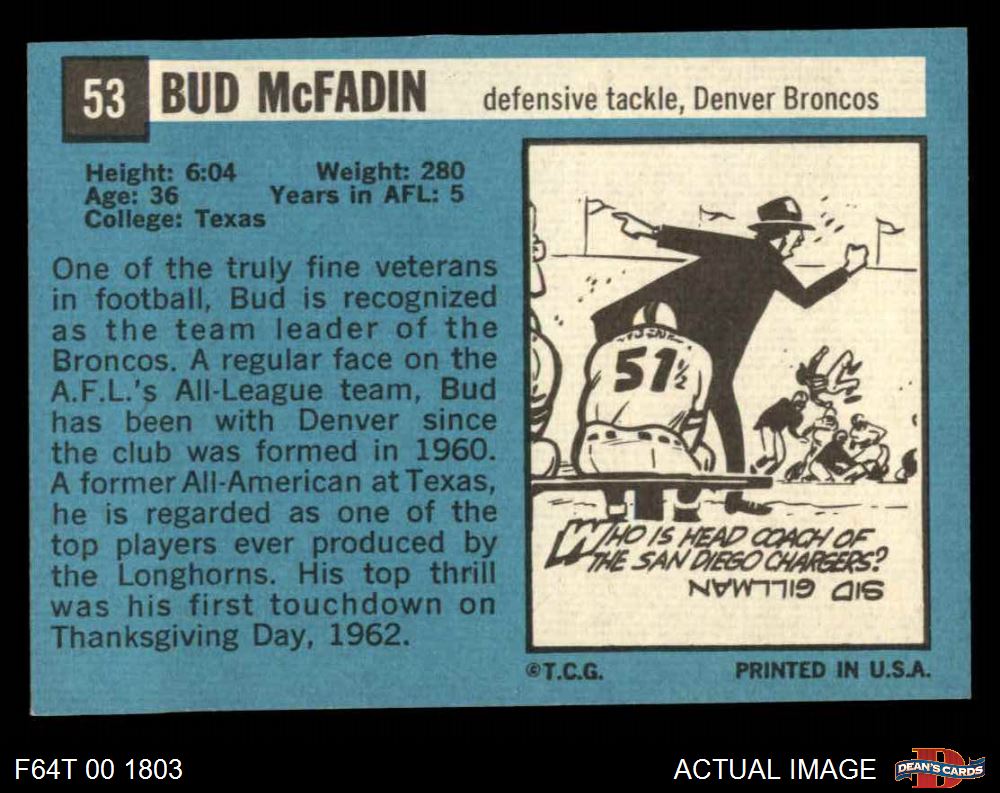 53 BUD McFADIN defensive tackle, Denver Broncos
Height: 6:04 Weight: 280
Age: 36 Years in AFL: 5
College: Texas
One of the truly fine veterans
in football, Bud is recognized
as the team leader of the
Broncos. A regular face on the
A.F.L.'s All-League team, Bud
has been with Denver since
the club was formed in 1960.
A former All-American at Texas,
he is regarded as one of the
top players ever produced by
the Longhorns. His top thrill
was his first touchdown on
Thanksgiving Day, 1962.
51 1/2
WHO IS HEAD COACH OF
THE SAN DIEGO CHARGERS?
SID GILLMAN
©T.C.G. PRINTED IN U.S.A.
F64T 00 1803
ACTUAL IMAGE
DEAN'S CARDS